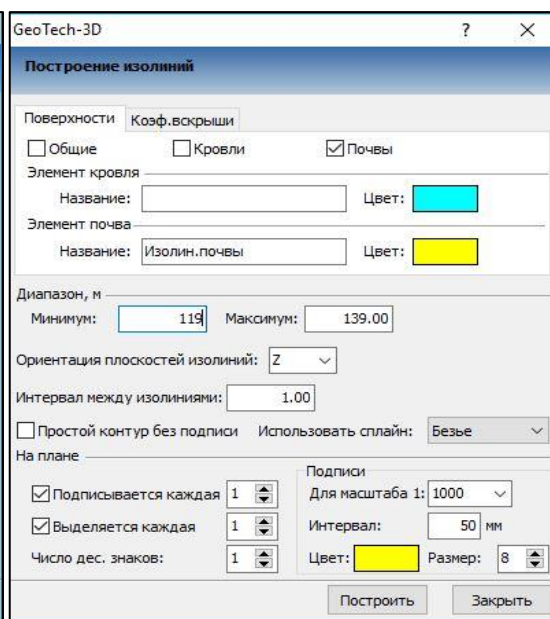 GeoTech-3D ?
Построение изолиний
Поверхности Коэф.вскрыши
Общие Кровли Почвы
Элемент кровля
Название: Цвет:
Элемент почва
Название: Изолин.почвы Цвет:
Диапазон, м
Минимум: 119 Максимум: 139.00
Ориентация плоскостей изолиний: Z
Интервал между изолиниями: 1.00
Простой контур без подписи Использовать сплайн: Безье
На плане
Подписывается каждая 1
Выделяется каждая 1
Число дес. знаков: 1
Подписи
Для масштаба 1: 1000
Интервал: 50 мм
Цвет: Размер: 8
Построить Закрыть